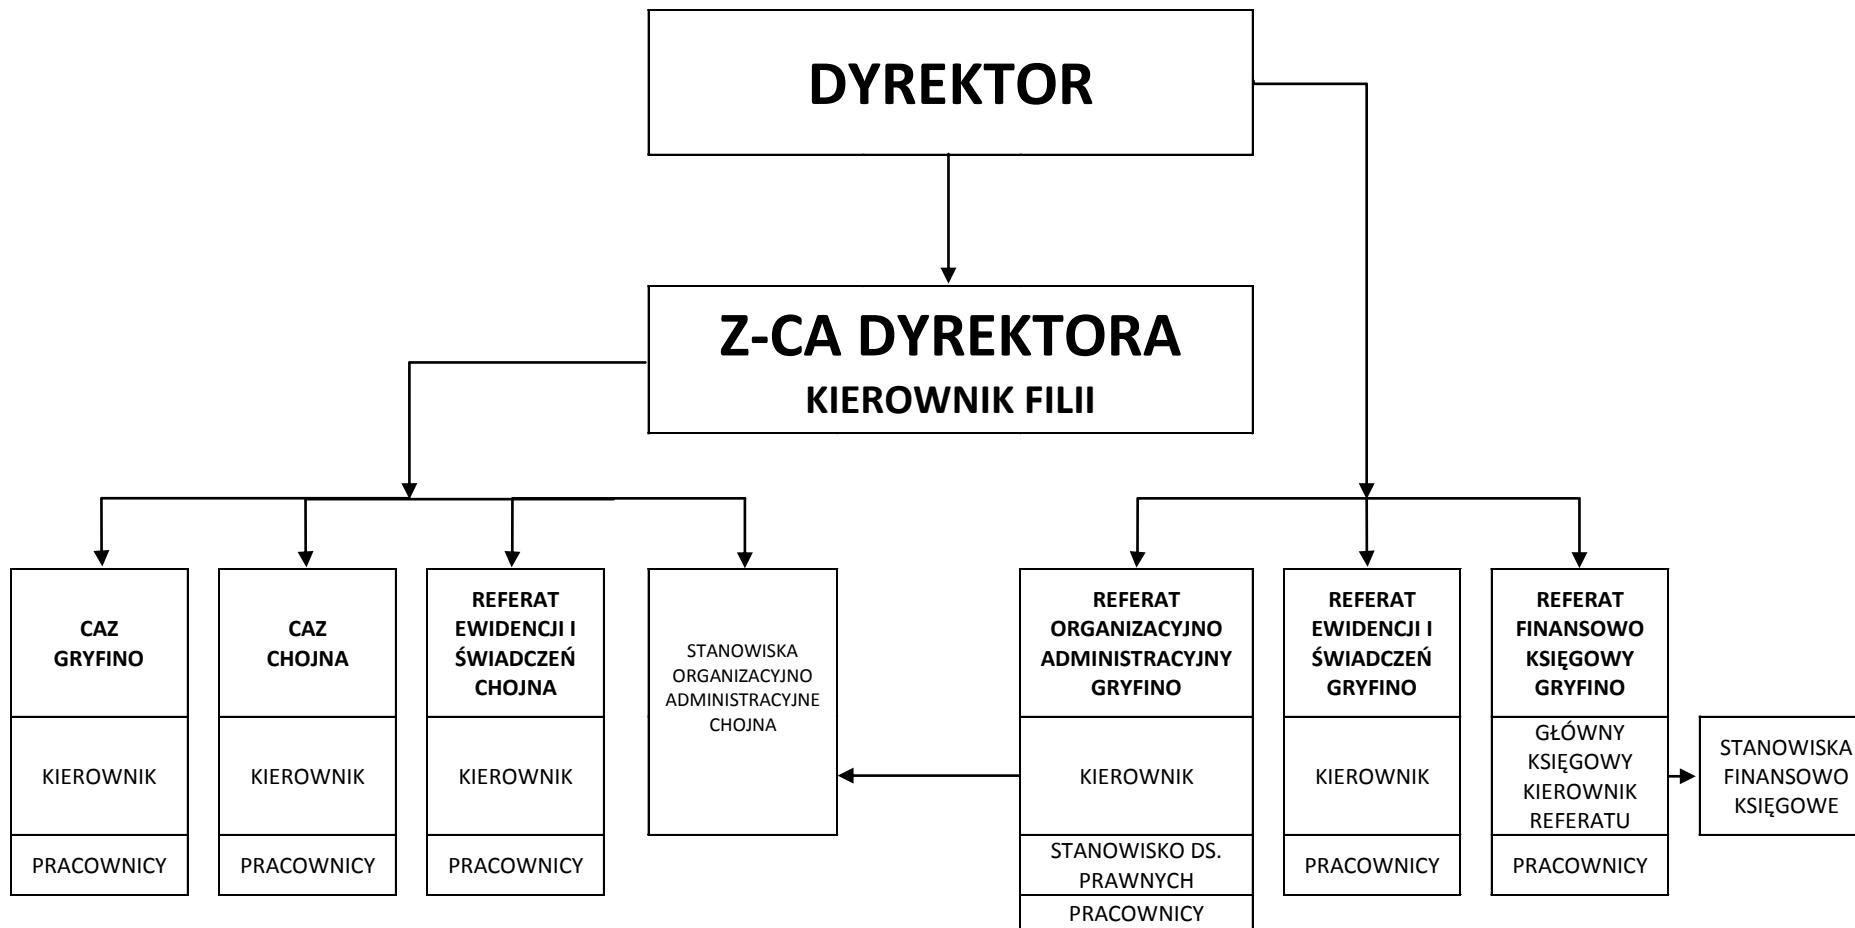 DYREKTOR
Z-CA DYREKTORA
KIEROWNIK FILII
CAZ
GRYFINO
KIEROWNIK
PRACOWNICY
CAZ
CHOJNA
KIEROWNIK
PRACOWNICY
REFERAT
EWIDENCJI I
ŚWIADCZEŃ
CHOJNA
KIEROWNIK
PRACOWNICY
STANOWISKA
ORGANIZACYJNO
ADMINISTRACYJNE
CHOJNA
REFERAT
ORGANIZACYJNO
ADMINISTRACYJNY
GRYFINO
KIEROWNIK
STANOWISKO DS.
PRAWNYCH
PRACOWNICY
REFERAT
EWIDENCJI I
ŚWIADCZEŃ
GRYFINO
KIEROWNIK
PRACOWNICY
REFERAT
FINANSOWO
KSIĘGOWY
GRYFINO
GŁÓWNY
KSIĘGOWY
KIEROWNIK
REFERATU
PRACOWNICY
STANOWISKA
FINANSOWO
KSIĘGOWE